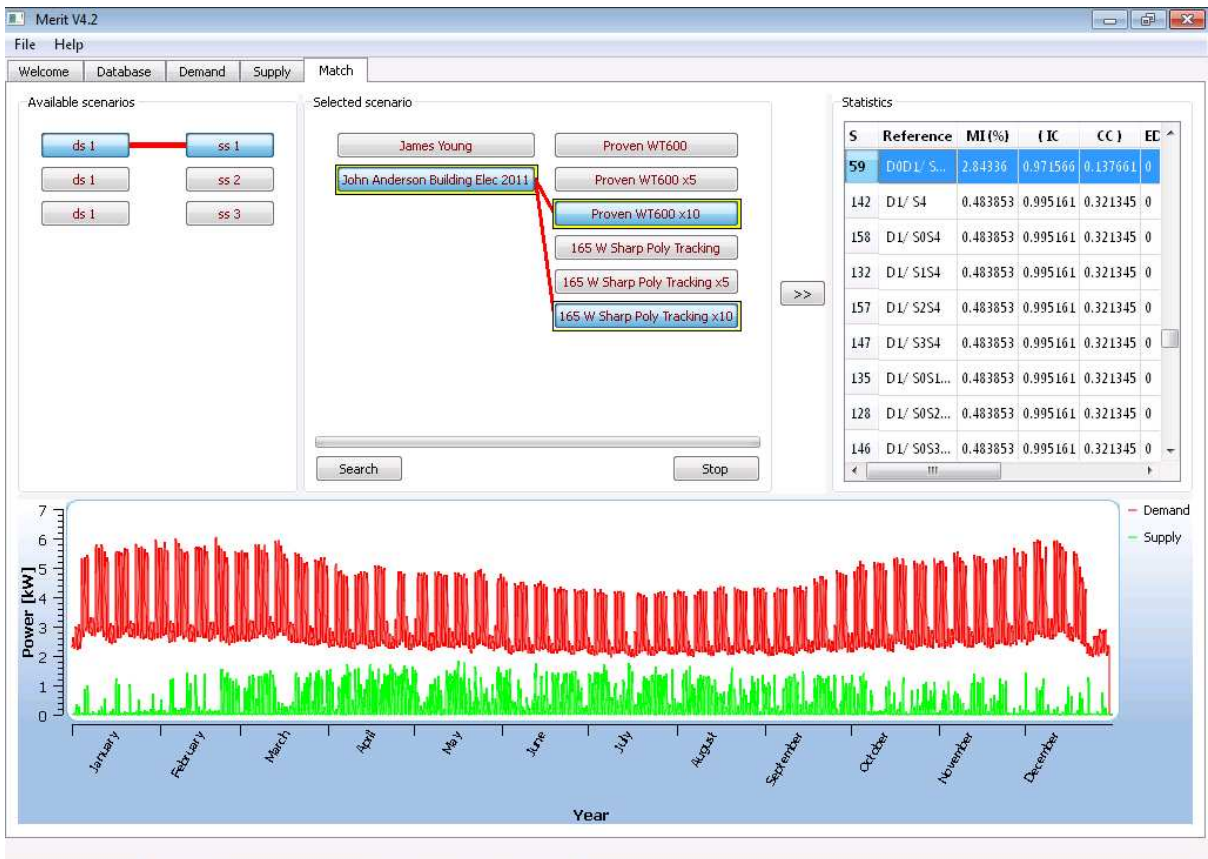 Merit V4.2
File Help
Welcome Database Demand Supply Match
Available scenarios
ds 1 ss 1
ds 1 ss 2
ds 1 ss 3
Selected scenario
James Young Proven WT600
John Anderson Building Elec 2011 Proven WT600 x5
Proven WT600 x10
165 W Sharp Poly Tracking
165 W Sharp Poly Tracking x5
165 W Sharp Poly Tracking x10
Search Stop
>>
Statistics
S Reference MI (%) ( IC CC ) ED
59 D0D1/ S... 2.84336 0.971566 0.137661 0
142 D1/ S4 0.483853 0.995161 0.321345 0
158 D1/ S0S4 0.483853 0.995161 0.321345 0
132 D1/ S1S4 0.483853 0.995161 0.321345 0
157 D1/ S2S4 0.483853 0.995161 0.321345 0
147 D1/ S3S4 0.483853 0.995161 0.321345 0
135 D1/ S0S1... 0.483853 0.995161 0.321345 0
128 D1/ S0S2... 0.483853 0.995161 0.321345 0
146 D1/ S0S3... 0.483853 0.995161 0.321345 0
Power [kW]
7
6
5
4
3
2
1
0
Demand
Supply
January February March April May June July August September October November December
Year